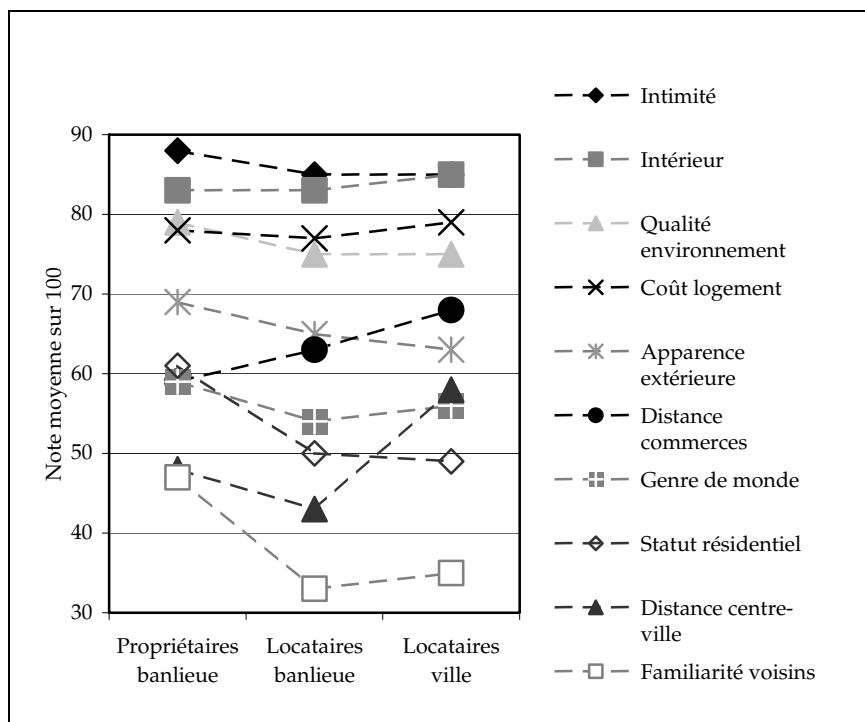 Intimité
Intérieur
Qualité
environnement
Coût logement
Apparence
extérieure
Distance
commerces
Genre de monde
Statut résidentiel
Distance centre-
ville
Familiarité voisins
Note moyenne sur 100
90
80
70
60
50
40
30
Propriétaires
banlieue
Locataires
banlieue
Locataires
ville